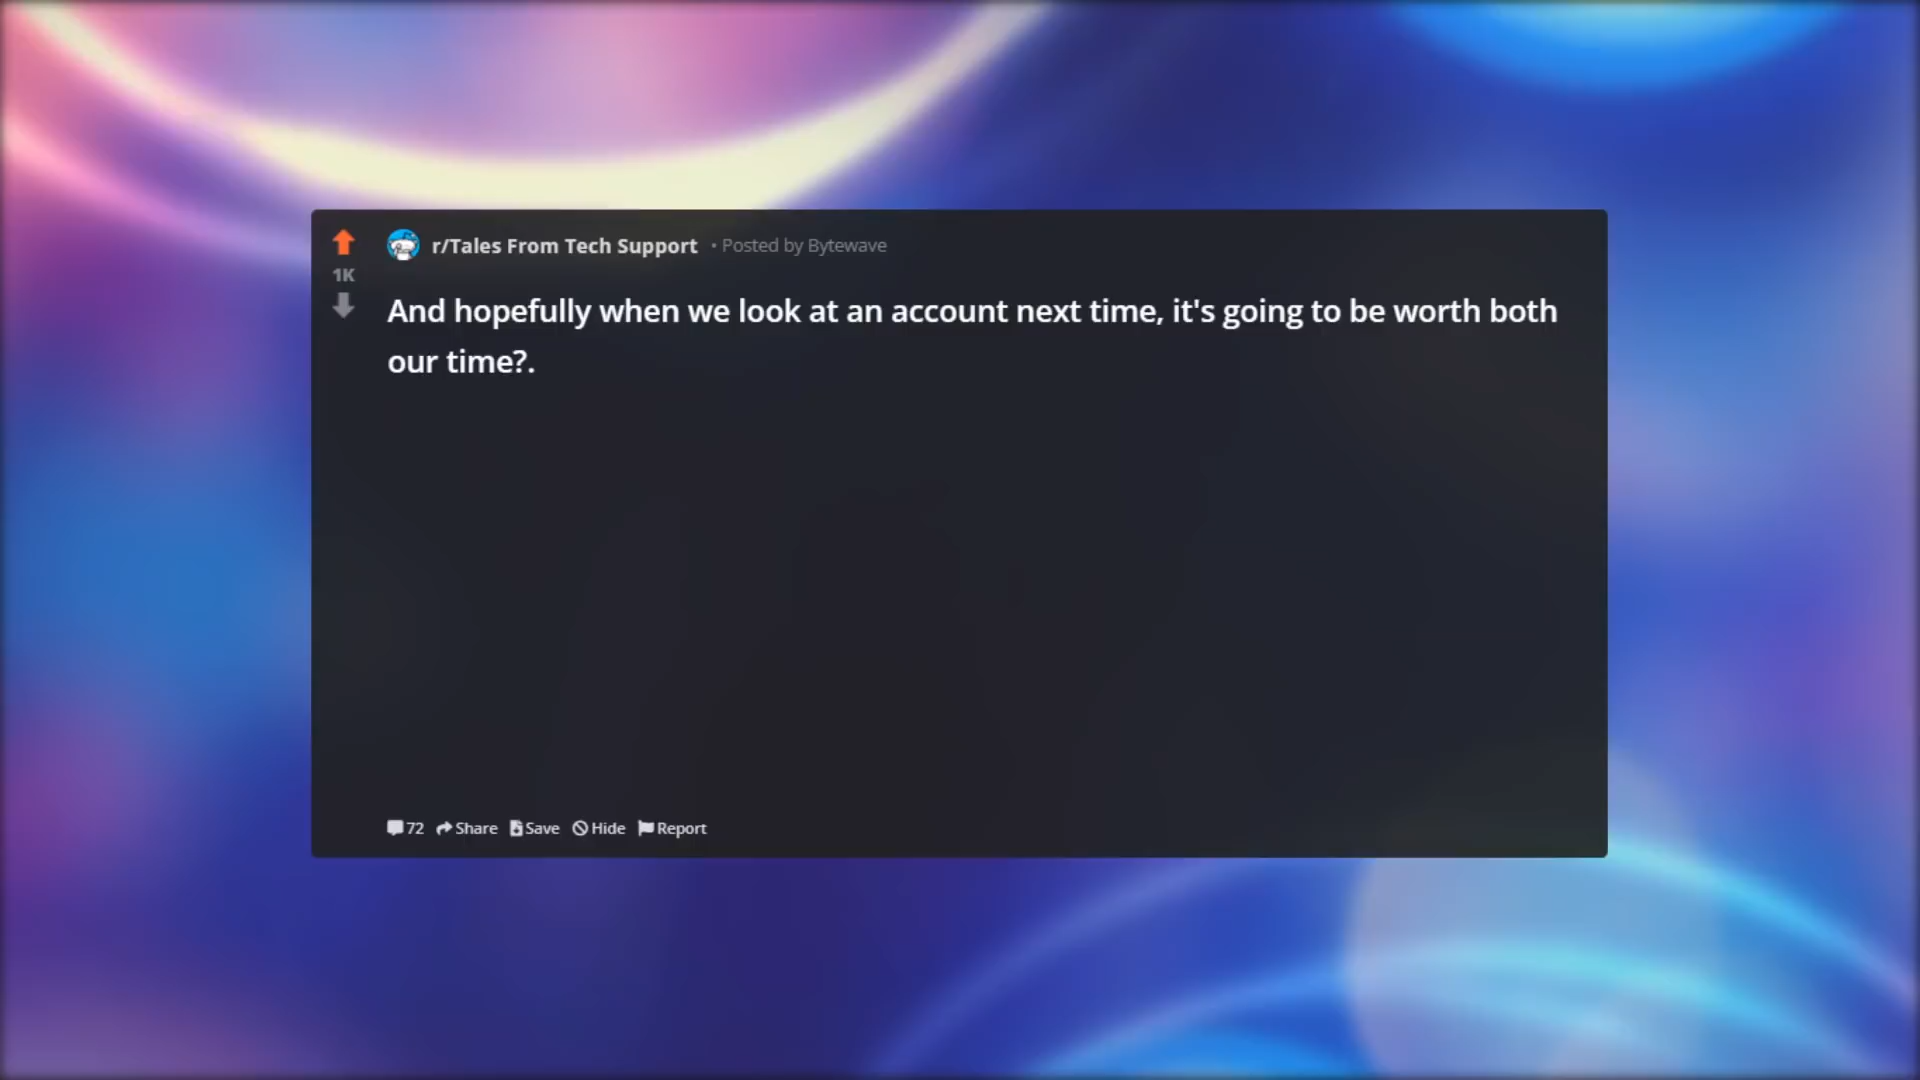 r/Tales From Tech Support • Posted by Bytewave
1K
And hopefully when we look at an account next time, it's going to be worth both
our time?.
72 Share Save Hide Report